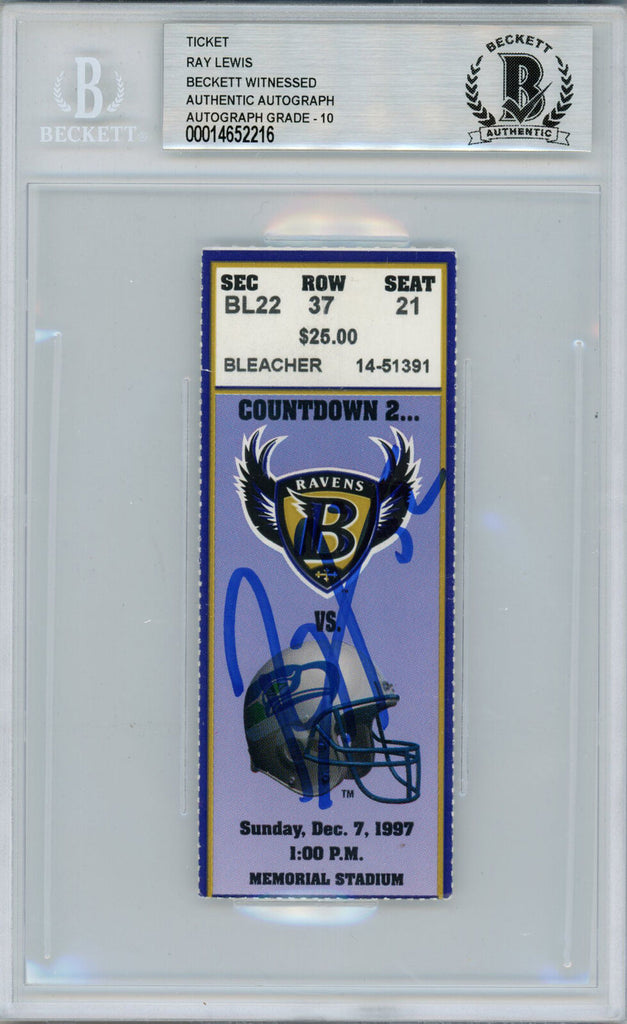 B
BECKETT®
TICKET
RAY LEWIS
BECKETT WITNESSED
AUTHENTIC AUTOGRAPH
AUTOGRAPH GRADE - 10
00014652216
BECKETT
B
AUTHENTIC
SEC ROW SEAT
BL22 37 21
$25.00
BLEACHER 14-51391
COUNTDOWN 2...
RAVENS
B
VS.
TM
Sunday, Dec. 7, 1997
1:00 P.M.
MEMORIAL STADIUM